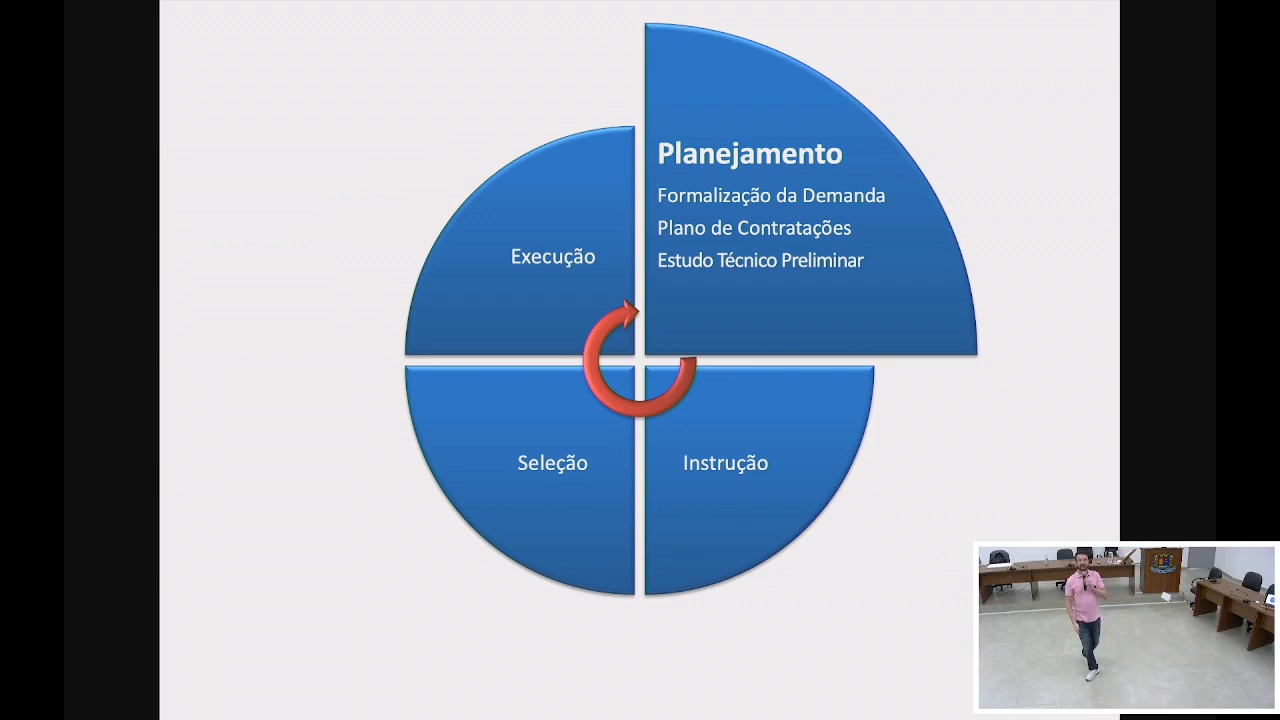 Planejamento
Formalização da Demanda
Plano de Contratações
Estudo Técnico Preliminar
Execução
Seleção
Instrução